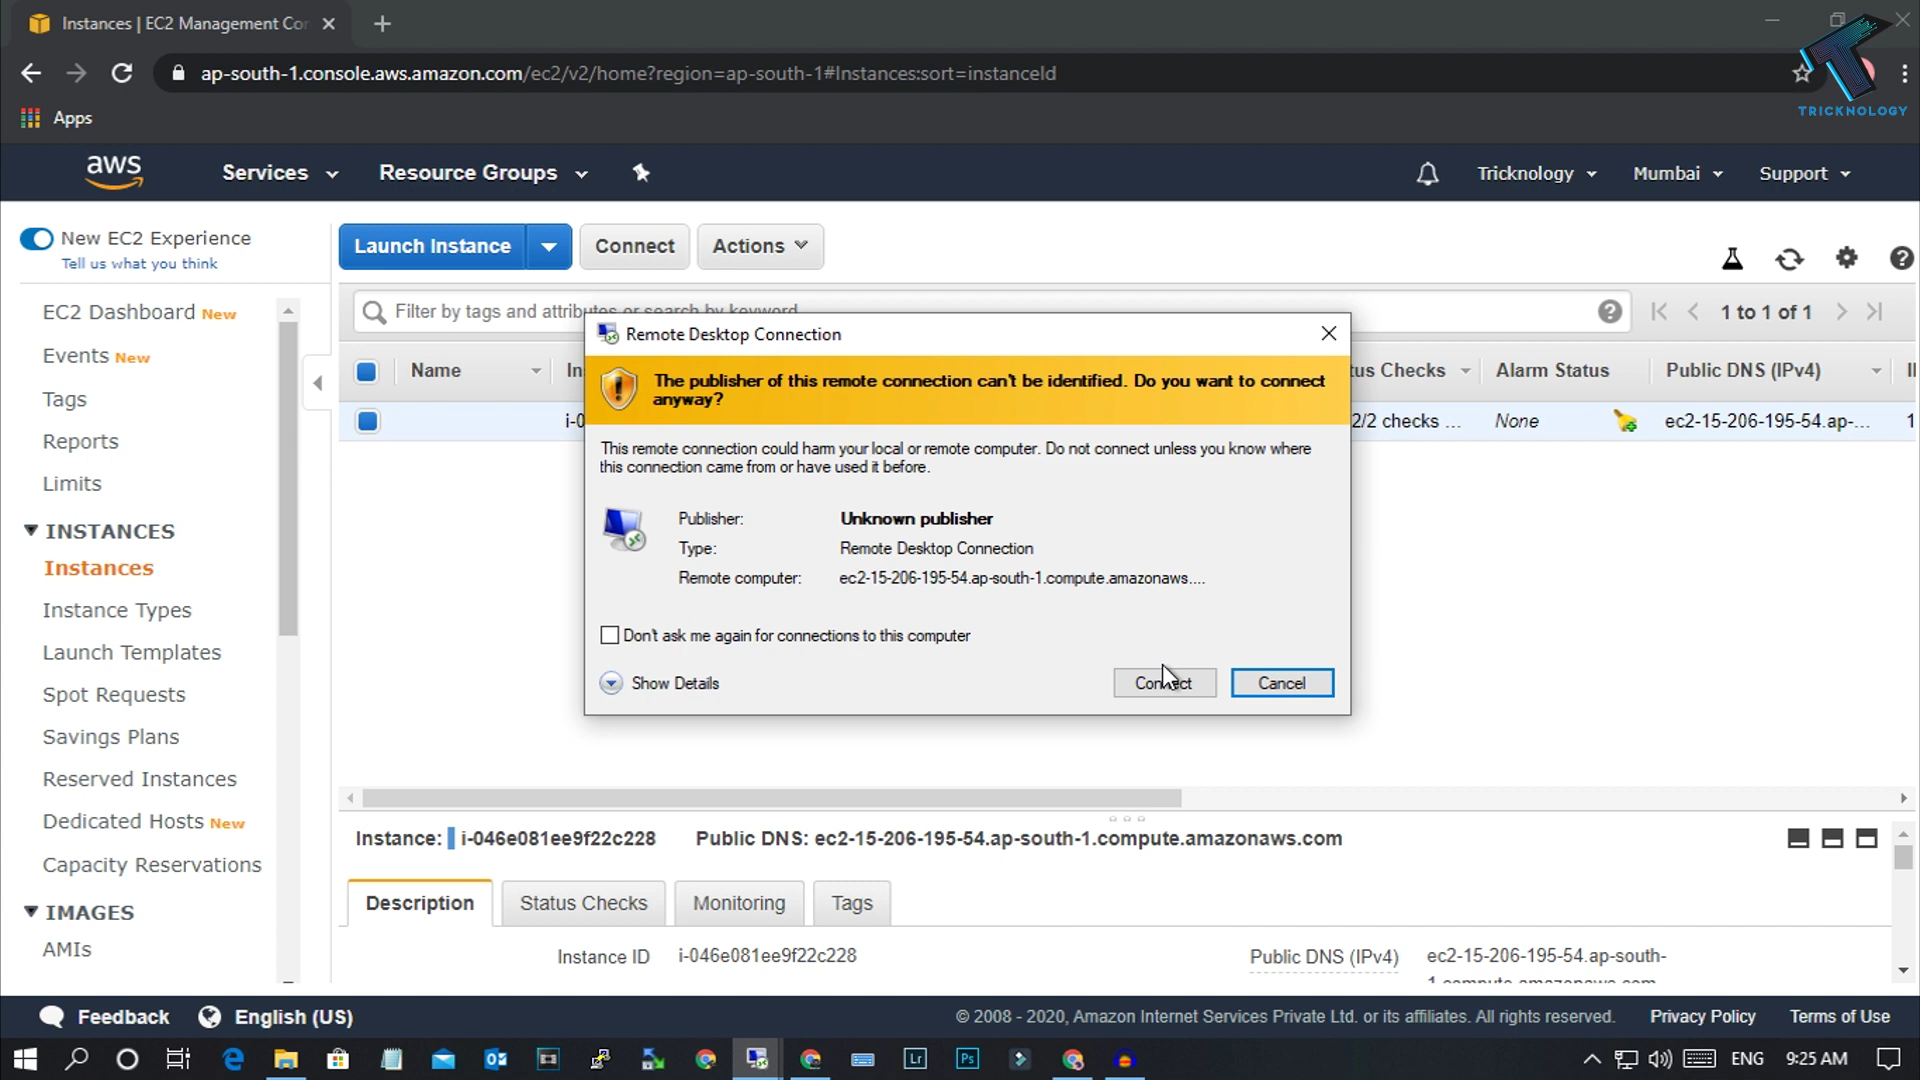 Instances | EC2 Management Con
ap-south-1.console.aws.amazon.com/ec2/v2/home?region=ap-south-1#Instances:sort=instanceId
TRICKNOLOGY
Apps
aws
Services
Resource Groups
Tricknology
Mumbai
Support
New EC2 Experience
Tell us what you think
Launch Instance
Connect
Actions
EC2 Dashboard New
Events New
Tags
Reports
Limits
INSTANCES
Instances
Instance Types
Launch Templates
Spot Requests
Savings Plans
Reserved Instances
Dedicated Hosts New
Capacity Reservations
IMAGES
AMIs
Filter by tags and attributes or search by keyword
1 to 1 of 1
Name
Ins
tus Checks
Alarm Status
Public DNS (IPv4)
i-0
2/2 checks ...
None
ec2-15-206-195-54.ap-...
1
Remote Desktop Connection
The publisher of this remote connection can't be identified. Do you want to connect
anyway?
This remote connection could harm your local or remote computer. Do not connect unless you know where
this connection came from or have used it before.
Publisher: Unknown publisher
Type: Remote Desktop Connection
Remote computer: ec2-15-206-195-54.ap-south-1.compute.amazonaws....
Don't ask me again for connections to this computer
Show Details
Connect
Cancel
Instance: i-046e081ee9f22c228 Public DNS: ec2-15-206-195-54.ap-south-1.compute.amazonaws.com
Description
Status Checks
Monitoring
Tags
Instance ID i-046e081ee9f22c228
Public DNS (IPv4) ec2-15-206-195-54.ap-south-
1.compute.amazonaws.com
Feedback
English (US)
© 2008 - 2020, Amazon Internet Services Private Ltd. or its affiliates. All rights reserved.
Privacy Policy
Terms of Use
Lr
Ps
ENG
9:25 AM